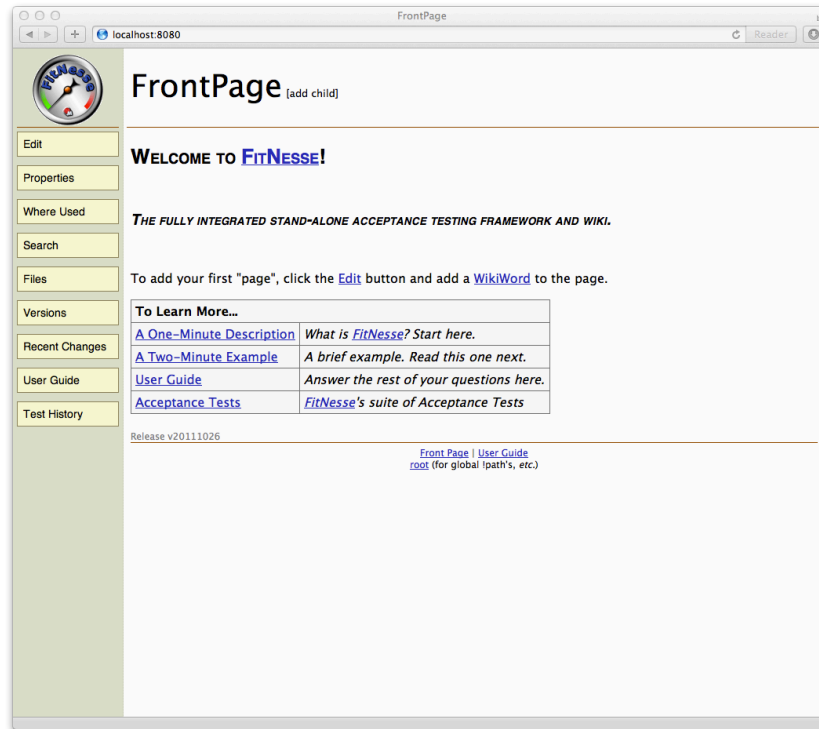 FrontPage
localhost:8080
Reader
FitNesse
FrontPage [add child]
Edit
Properties
Where Used
Search
Files
Versions
Recent Changes
User Guide
Test History
WELCOME TO FITNESSE!
THE FULLY INTEGRATED STAND-ALONE ACCEPTANCE TESTING FRAMEWORK AND WIKI.
To add your first "page", click the Edit button and add a WikiWord to the page.
To Learn More...
A One-Minute Description What is FitNesse? Start here.
A Two-Minute Example A brief example. Read this one next.
User Guide Answer the rest of your questions here.
Acceptance Tests FitNesse's suite of Acceptance Tests
Release v20111026
Front Page | User Guide
root (for global !path's, etc.)